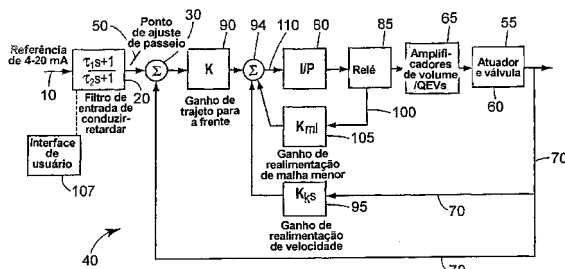 50
Ponto de
ajuste de
passeio
30
90
94
110
80
85
65
55
Referência
de 4-20 mA
10
τ1s+1
τ2s+1
20
Filtro de
entrada de
conduzir-
retardar
Σ
K
Ganho de
trajeto para
a frente
Σ
I/P
Relé
Amplifi-
cadores
de volume
/QEVs
Atuador
e válvula
60
100
Kml
105
Ganho de
realimentação
de malha menor
70
Interface
de
usuário
107
Kks
95
70
Ganho de
realimentação
de velocidade
40
70